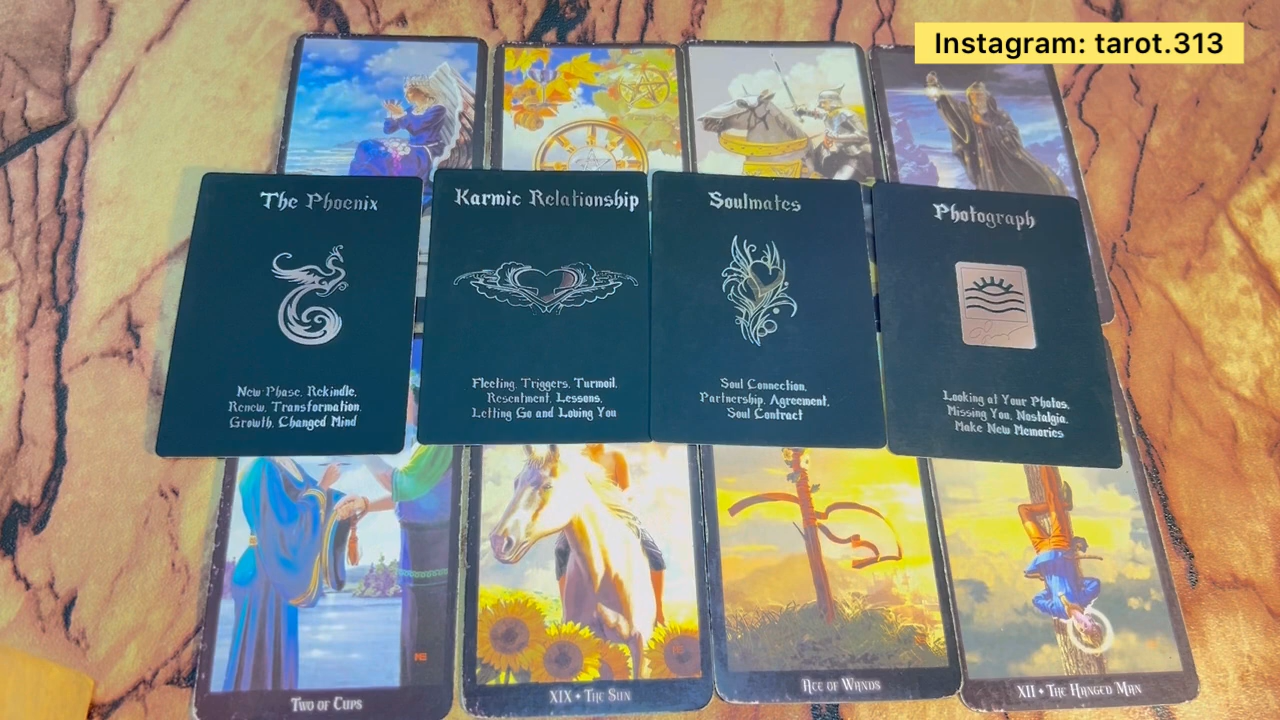 Instagram: tarot.313
The Phoenix
New Phase, Rekindle,
Renew, Transformation,
Growth, Changed Mind
Karmic Relationship
Fleeting, Triggers, Turmoil,
Resentment, Lessons,
Letting Go and Loving You
Soulmates
Soul Connection,
Partnership, Agreement,
Soul Contract
Photograph
Looking at Your Photos,
Missing You, Nostalgia,
Make New Memories
Two of Cups
XIX • The Sun
Ace of Wands
XII • The Hanged Man